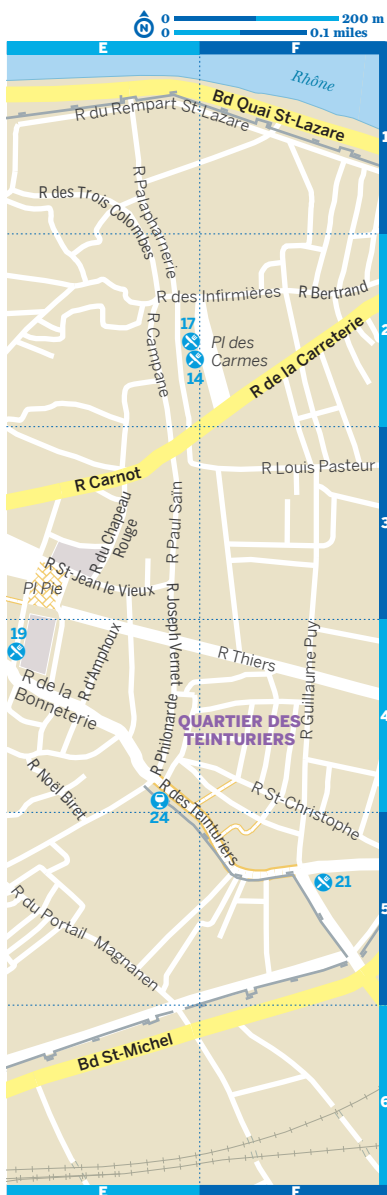 N
0 200 m
0 0.1 miles
E F
Rhône
Bd Quai St-Lazare
R du Rempart St-Lazare
1
R Palapharnerie
R des Trois Colombes
R des Infirmières
R Bertrand
2
17
Pl des
Carmes
14
R Campane
R de la Carreterie
R Carnot
R Louis Pasteur
3
R du Chapeau
Rouge
R Paul Saïn
R St-Jean le Vieux
Pl Pie
R Joseph Vernet
19
R d'Amphoux
R Thiers
R Guillaume Puy
4
R de la
Bonneterie
R Philonarde
QUARTIER DES
TEINTURIERS
R Noël Biret
R des Teinturiers
R St-Christophe
24
21
5
R du Portail Magnanen
Bd St-Michel
6
E F